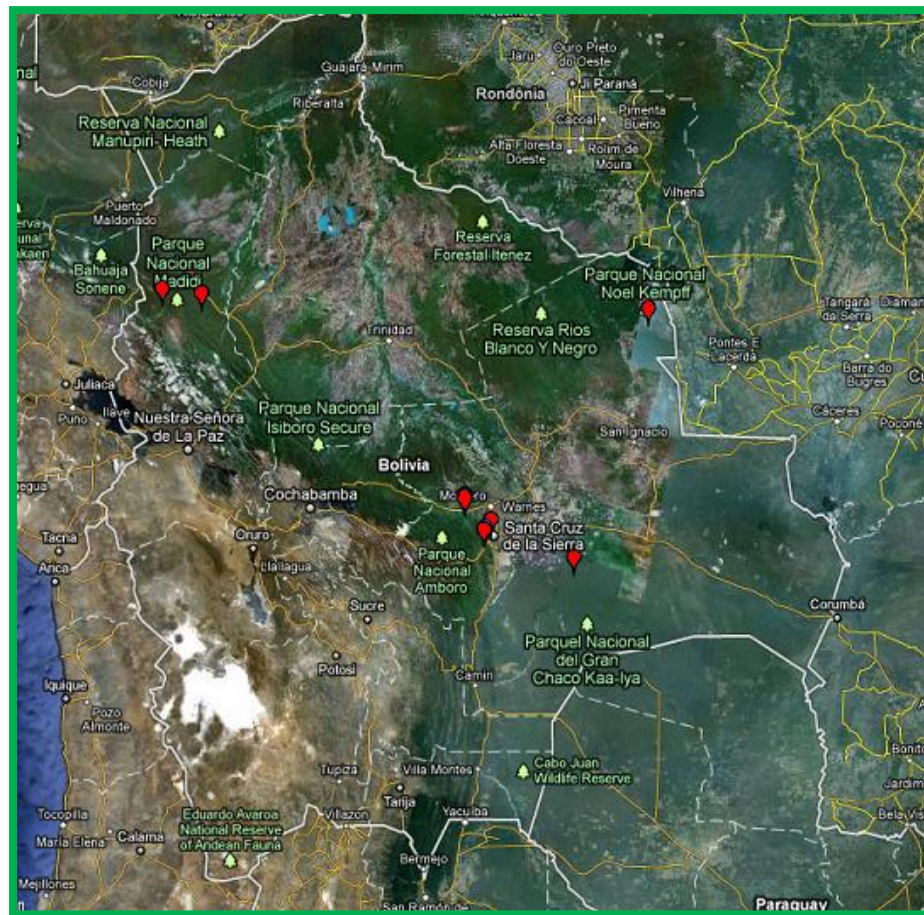 Jaru
Ouro Preto
do Oeste
Ji Paraná
Guajará-Mirim
Cobija
Riberalta
Rondônia
Cacoal
Pimenta
Bueno
Reserva Nacional
Manupiri- Heath
Alta Floresta
Doeste
Rolim de
Moura
Vilhena
Puerto
Maldonado
Parque
Nacional
Madidi
Bahuaja
Sonene
Reserva
Forestal Itenez
Parque Nacional
Noel Kempff
Tangará
da Serra
Reserva Rios
Blanco Y Negro
Trinidad
Pontes E
Lacerda
Barra do
Bugres
Juliaca
Puno
Ilave
Nuestra Señora
de La Paz
Parque Nacional
Isiboro Secure
Cáceres
Poconé
San Ignacio
Bolivia
Cochabamba
Warnes
Santa Cruz
de la Sierra
Tacna
Arica
Oruro
Llallagua
Parque
Nacional
Amboro
Sucre
Corumbá
Parquel Nacional
del Gran
Chaco Kaa-Iya
Potosí
Camiri
Iquique
Pozo
Almonte
Tupiza
Villa Montes
Cabo Juan
Wildlife Reserve
Tarija
Tocopilla
Maria Elena
Calama
Eduardo Avaroa
National Reserve
of Andean Fauna
Villazon
Yacuiba
Bermejo
Mejillones
San Ramón de
Paraguay